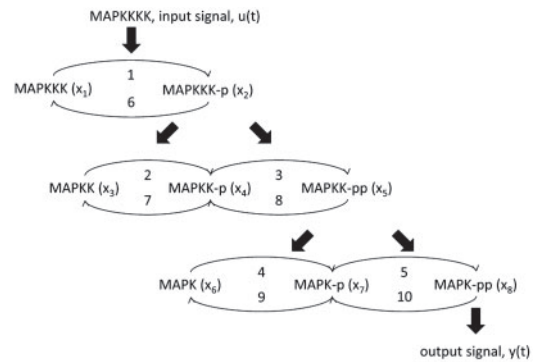 MAPKKKK, input signal, u(t)
1
MAPKKK (x1) MAPKKK-p (x2)
6
2 3
MAPKK (x3) MAPKK-p (x4) MAPKK-pp (x5)
7 8
4 5
MAPK (x6) MAPK-p (x7) MAPK-pp (x8)
9 10
output signal, y(t)